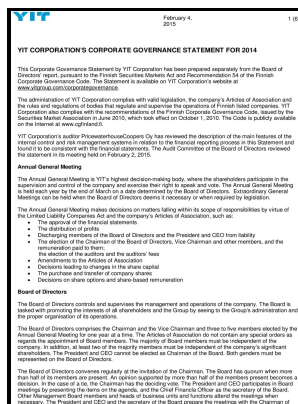 YIT
February 4,
2015
1 (6
YIT CORPORATION'S CORPORATE GOVERNANCE STATEMENT FOR 2014
This Corporate Governance Statement by YIT Corporation has been prepared separately from the Board of
Directors' report, pursuant to the Finnish Securities Markets Act and Recommendation 54 of the Finnish
Corporate Governance Code. The Statement is available on YIT Corporation's website at
www.yitgroup.com/corporategovernance.
The administration of YIT Corporation complies with valid legislation, the company's Articles of Association
and the rules and regulations of bodies that regulate and supervise the operations of Finnish listed companies. YIT
Corporation also complies with the recommendations of the Finnish Corporate Governance Code, issued by the
Securities Market Association in June 2010, which took effect on October 1, 2010. The Code is publicly available
on the Internet at www.cgfinland.fi.
YIT Corporation's auditor PricewaterhouseCoopers Oy has reviewed the description of the main features of the
internal control and risk management systems in relation to the financial reporting process in this Statement and
found it to be consistent with the financial statements. The Audit Committee of the Board of Directors reviewed
the statement in its meeting held on February 2, 2015.
Annual General Meeting
The Annual General Meeting is YIT's highest decision-making body, where the shareholders participate in the
supervision and control of the company and exercise their right to speak and vote. The Annual General Meeting
is held each year by the end of March on a date determined by the Board of Directors. Extraordinary General
Meetings can be held when the Board of Directors deems it necessary or when required by legislation.
The Annual General Meeting makes decisions on matters falling within its scope of responsibilities by virtue of
the Limited Liability Companies Act and the company's Articles of Association, such as:
• The approval of the financial statements
• The distribution of profits
• Discharging members of the Board of Directors and the President and CEO from liability
• The election of the Chairman of the Board of Directors, Vice Chairman and other members, and the
remuneration paid to them;
the election of the auditors and the auditors' fees
• Amendments to the Articles of Association
• Decisions leading to changes in the share capital
• The purchase and transfer of company shares
• Decisions on share options and share-based remuneration
Board of Directors
The Board of Directors controls and supervises the management and operations of the company. The Board is
tasked with promoting the interests of all shareholders and the Group by seeing to the Group's administration and
the proper organisation of its operations.
The Board of Directors comprises the Chairman and the Vice Chairman and three to five members elected by the
Annual General Meeting for one year at a time. The Articles of Association do not contain any special orders as
regards the appointment of Board members. The majority of Board members must be independent of the
company. In addition, at least two of the majority members must be independent of the company's significant
shareholders. The President and CEO cannot be elected as Chairman of the Board. Both genders must be
represented on the Board of Directors.
The Board of Directors convenes regularly at the invitation of the Chairman. The Board has quorum when more
than half of its members are present. An opinion supported by more than half of the members present becomes a
decision. In the case of a tie, the Chairman has the deciding vote. The President and CEO participates in Board
meetings by presenting the items on the agenda, and the Chief Financial Officer as the secretary of the Board.
Other Management Board members and heads of business units and functions attend the meetings when
necessary. The President and CEO and the secretary of the Board prepare the meetings with the Chairman of